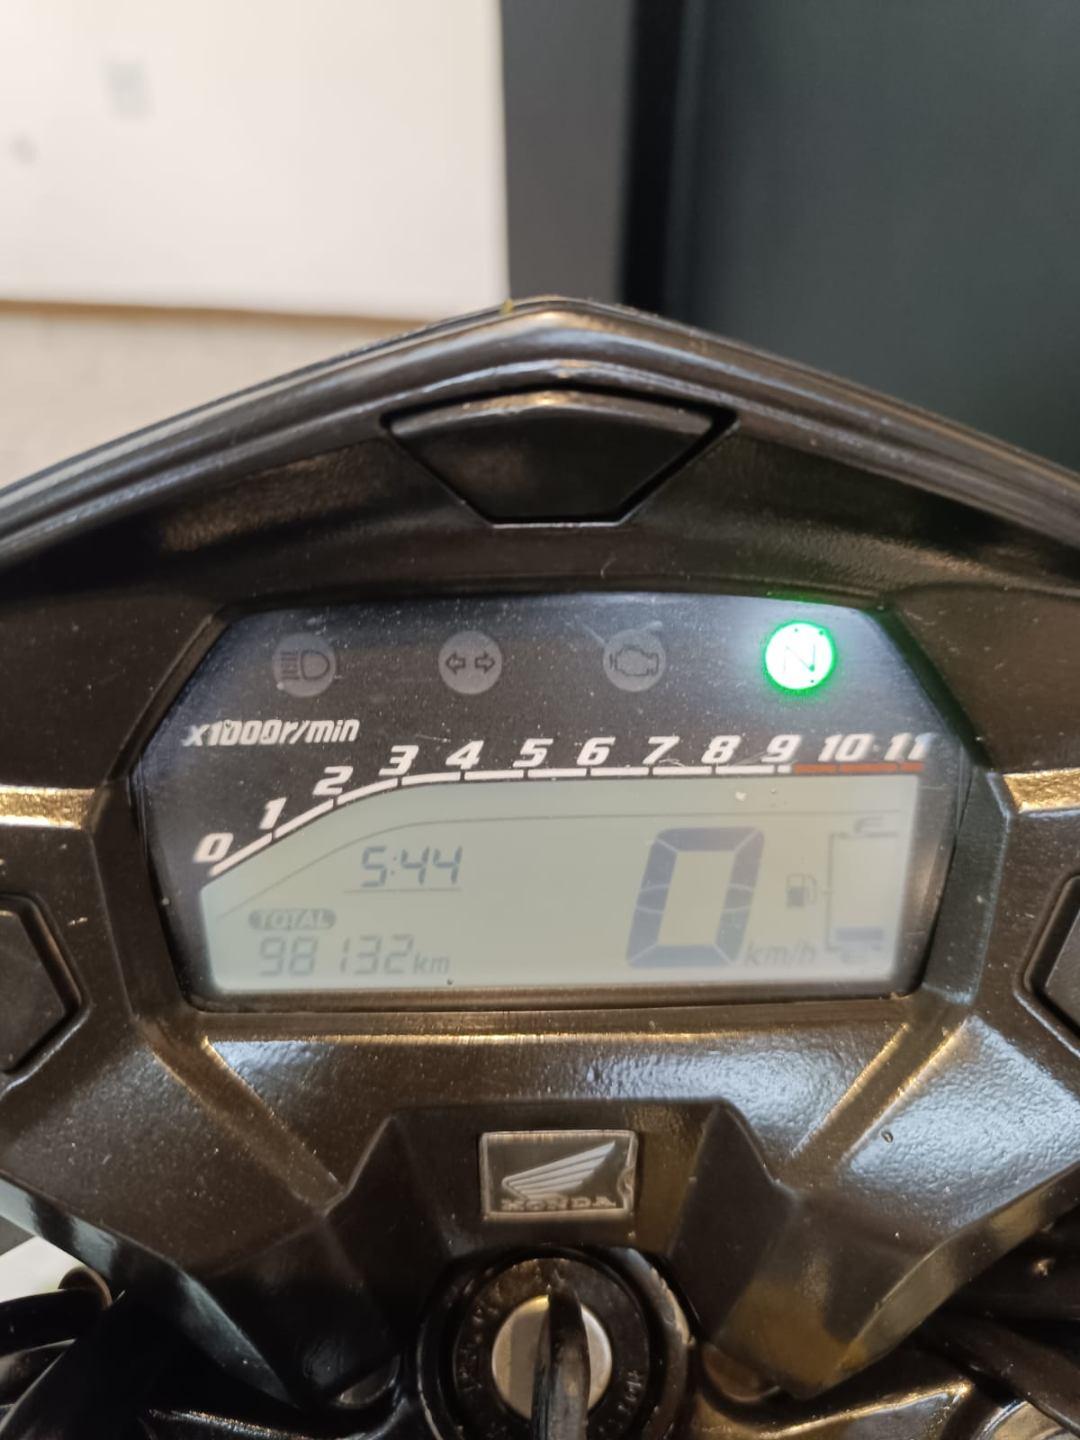 N
x1000r/min
0 1 2 3 4 5 6 7 8 9 10 11
5:44
TOTAL
98132km
0 km/h
HONDA